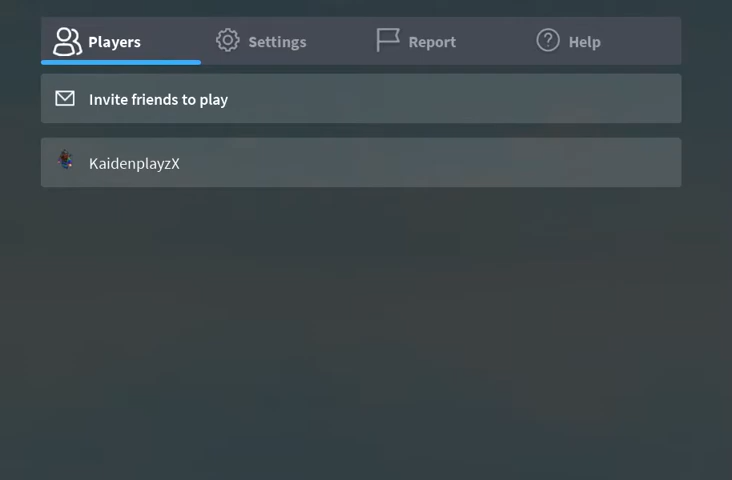 Players Settings Report Help
Invite friends to play
KaidenplayzX